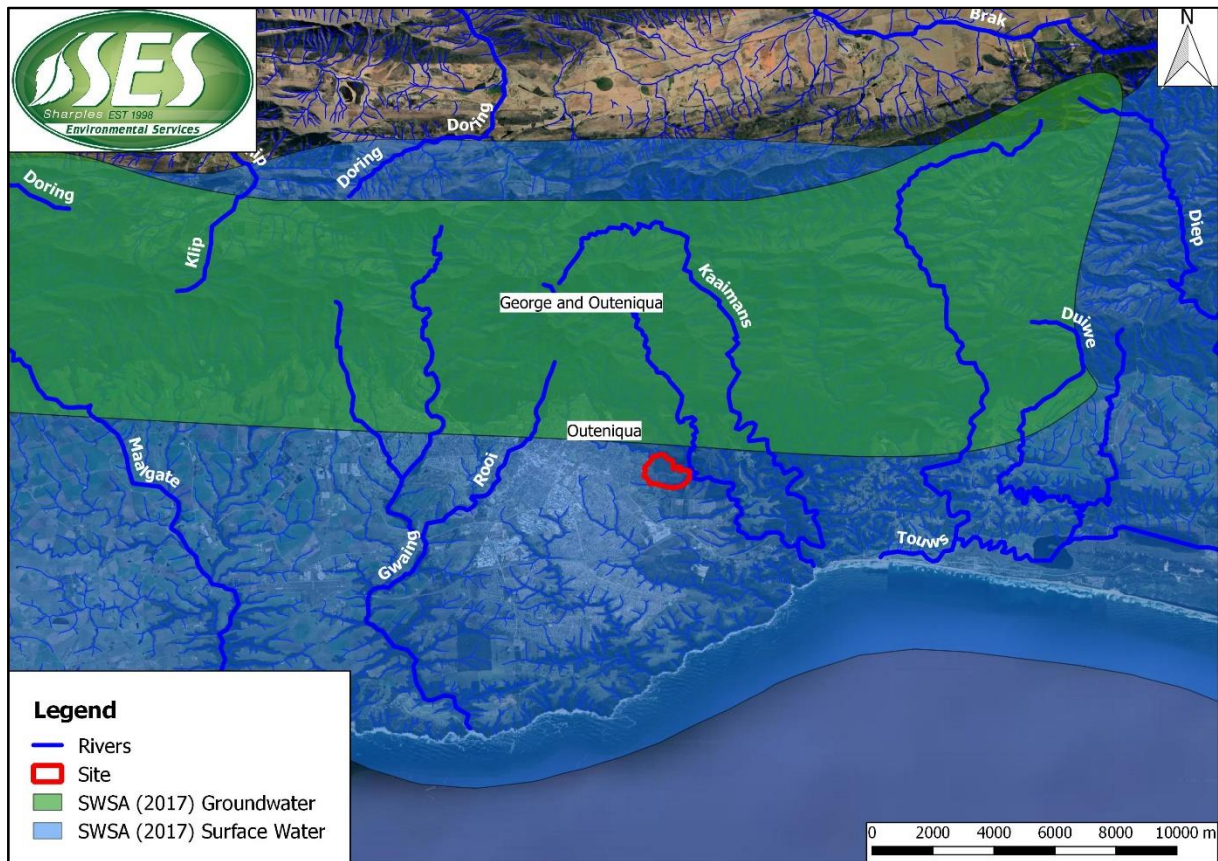 SES
Sharples EST 1998
Environmental Services
N
Brak
Doring
Doring
Doring
Klip
Diep
Kaaimans
George and Outeniqua
Duiwe
Outeniqua
Maalgate
Rooi
Gwaing
Touws
Legend
Rivers
Site
SWSA (2017) Groundwater
SWSA (2017) Surface Water
0 2000 4000 6000 8000 10000 m